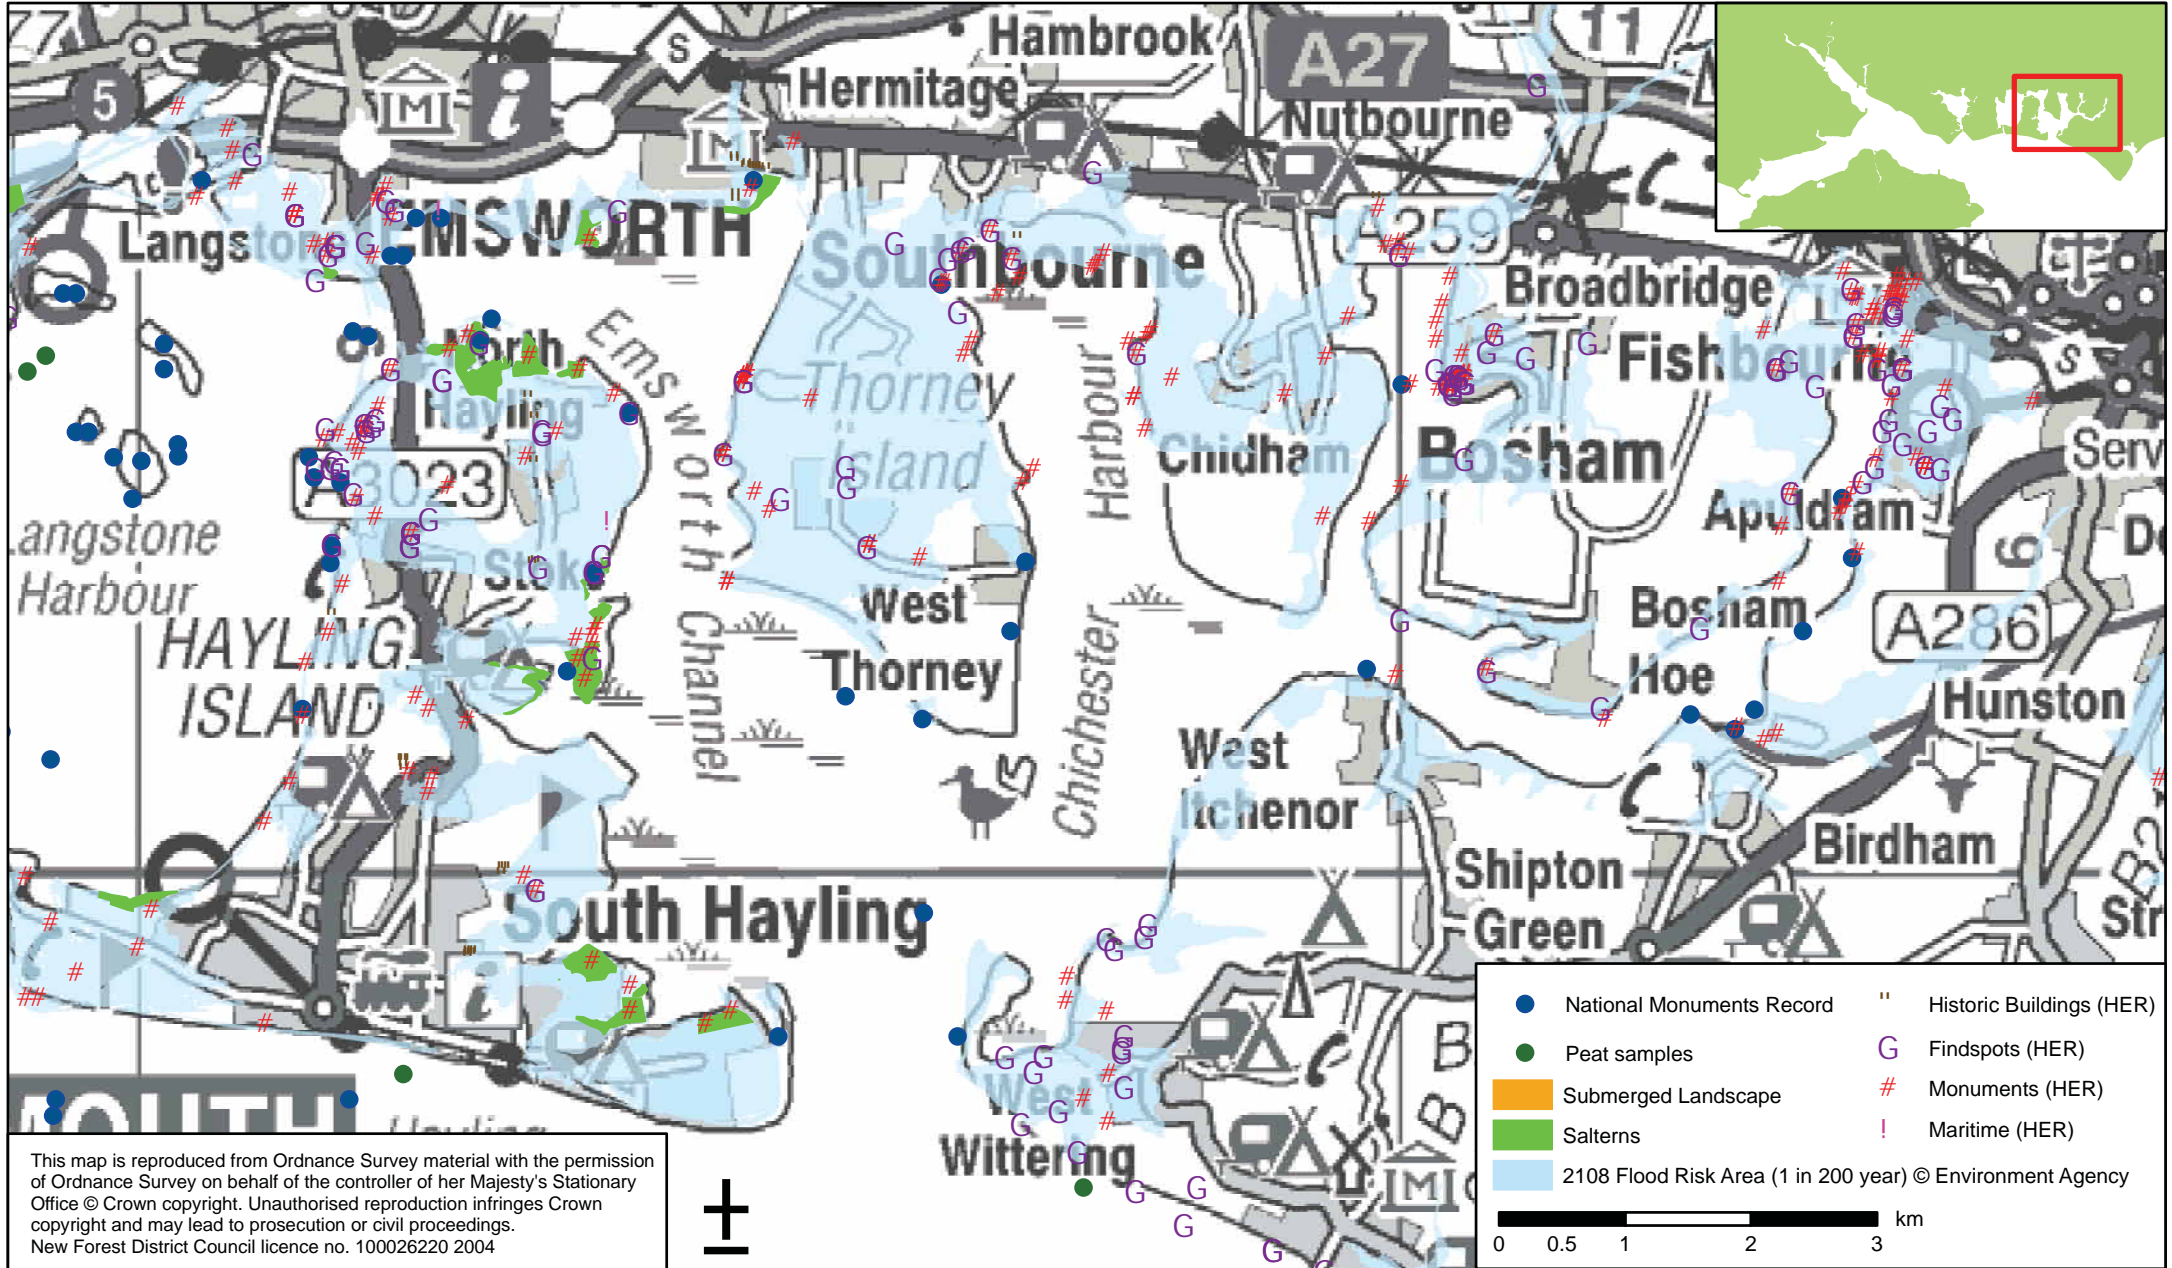 Hambrook
A27
11
Hermitage
Nutbourne
5
S
EMSWORTH
Southbourne
A259
Broadbridge
Fishbourne
S
North
Hayling
Emsworth Channel
Thorney
Island
Chichester Harbour
Chidham
Bosham
Apuldram
A3023
Langstone
Harbour
Stoke
HAYLING
ISLAND
West
Thorney
Bosham
Hoe
A286
Hunston
West
Itchenor
Birdham
Shipton
Green
South Hayling
West
Wittering
National Monuments Record
Peat samples
Submerged Landscape
Salterns
2108 Flood Risk Area (1 in 200 year) © Environment Agency
" Historic Buildings (HER)
G Findspots (HER)
# Monuments (HER)
! Maritime (HER)
km
0 0.5 1 2 3
This map is reproduced from Ordnance Survey material with the permission
of Ordnance Survey on behalf of the controller of her Majesty's Stationary
Office © Crown copyright. Unauthorised reproduction infringes Crown
copyright and may lead to prosecution or civil proceedings.
New Forest District Council licence no. 100026220 2004